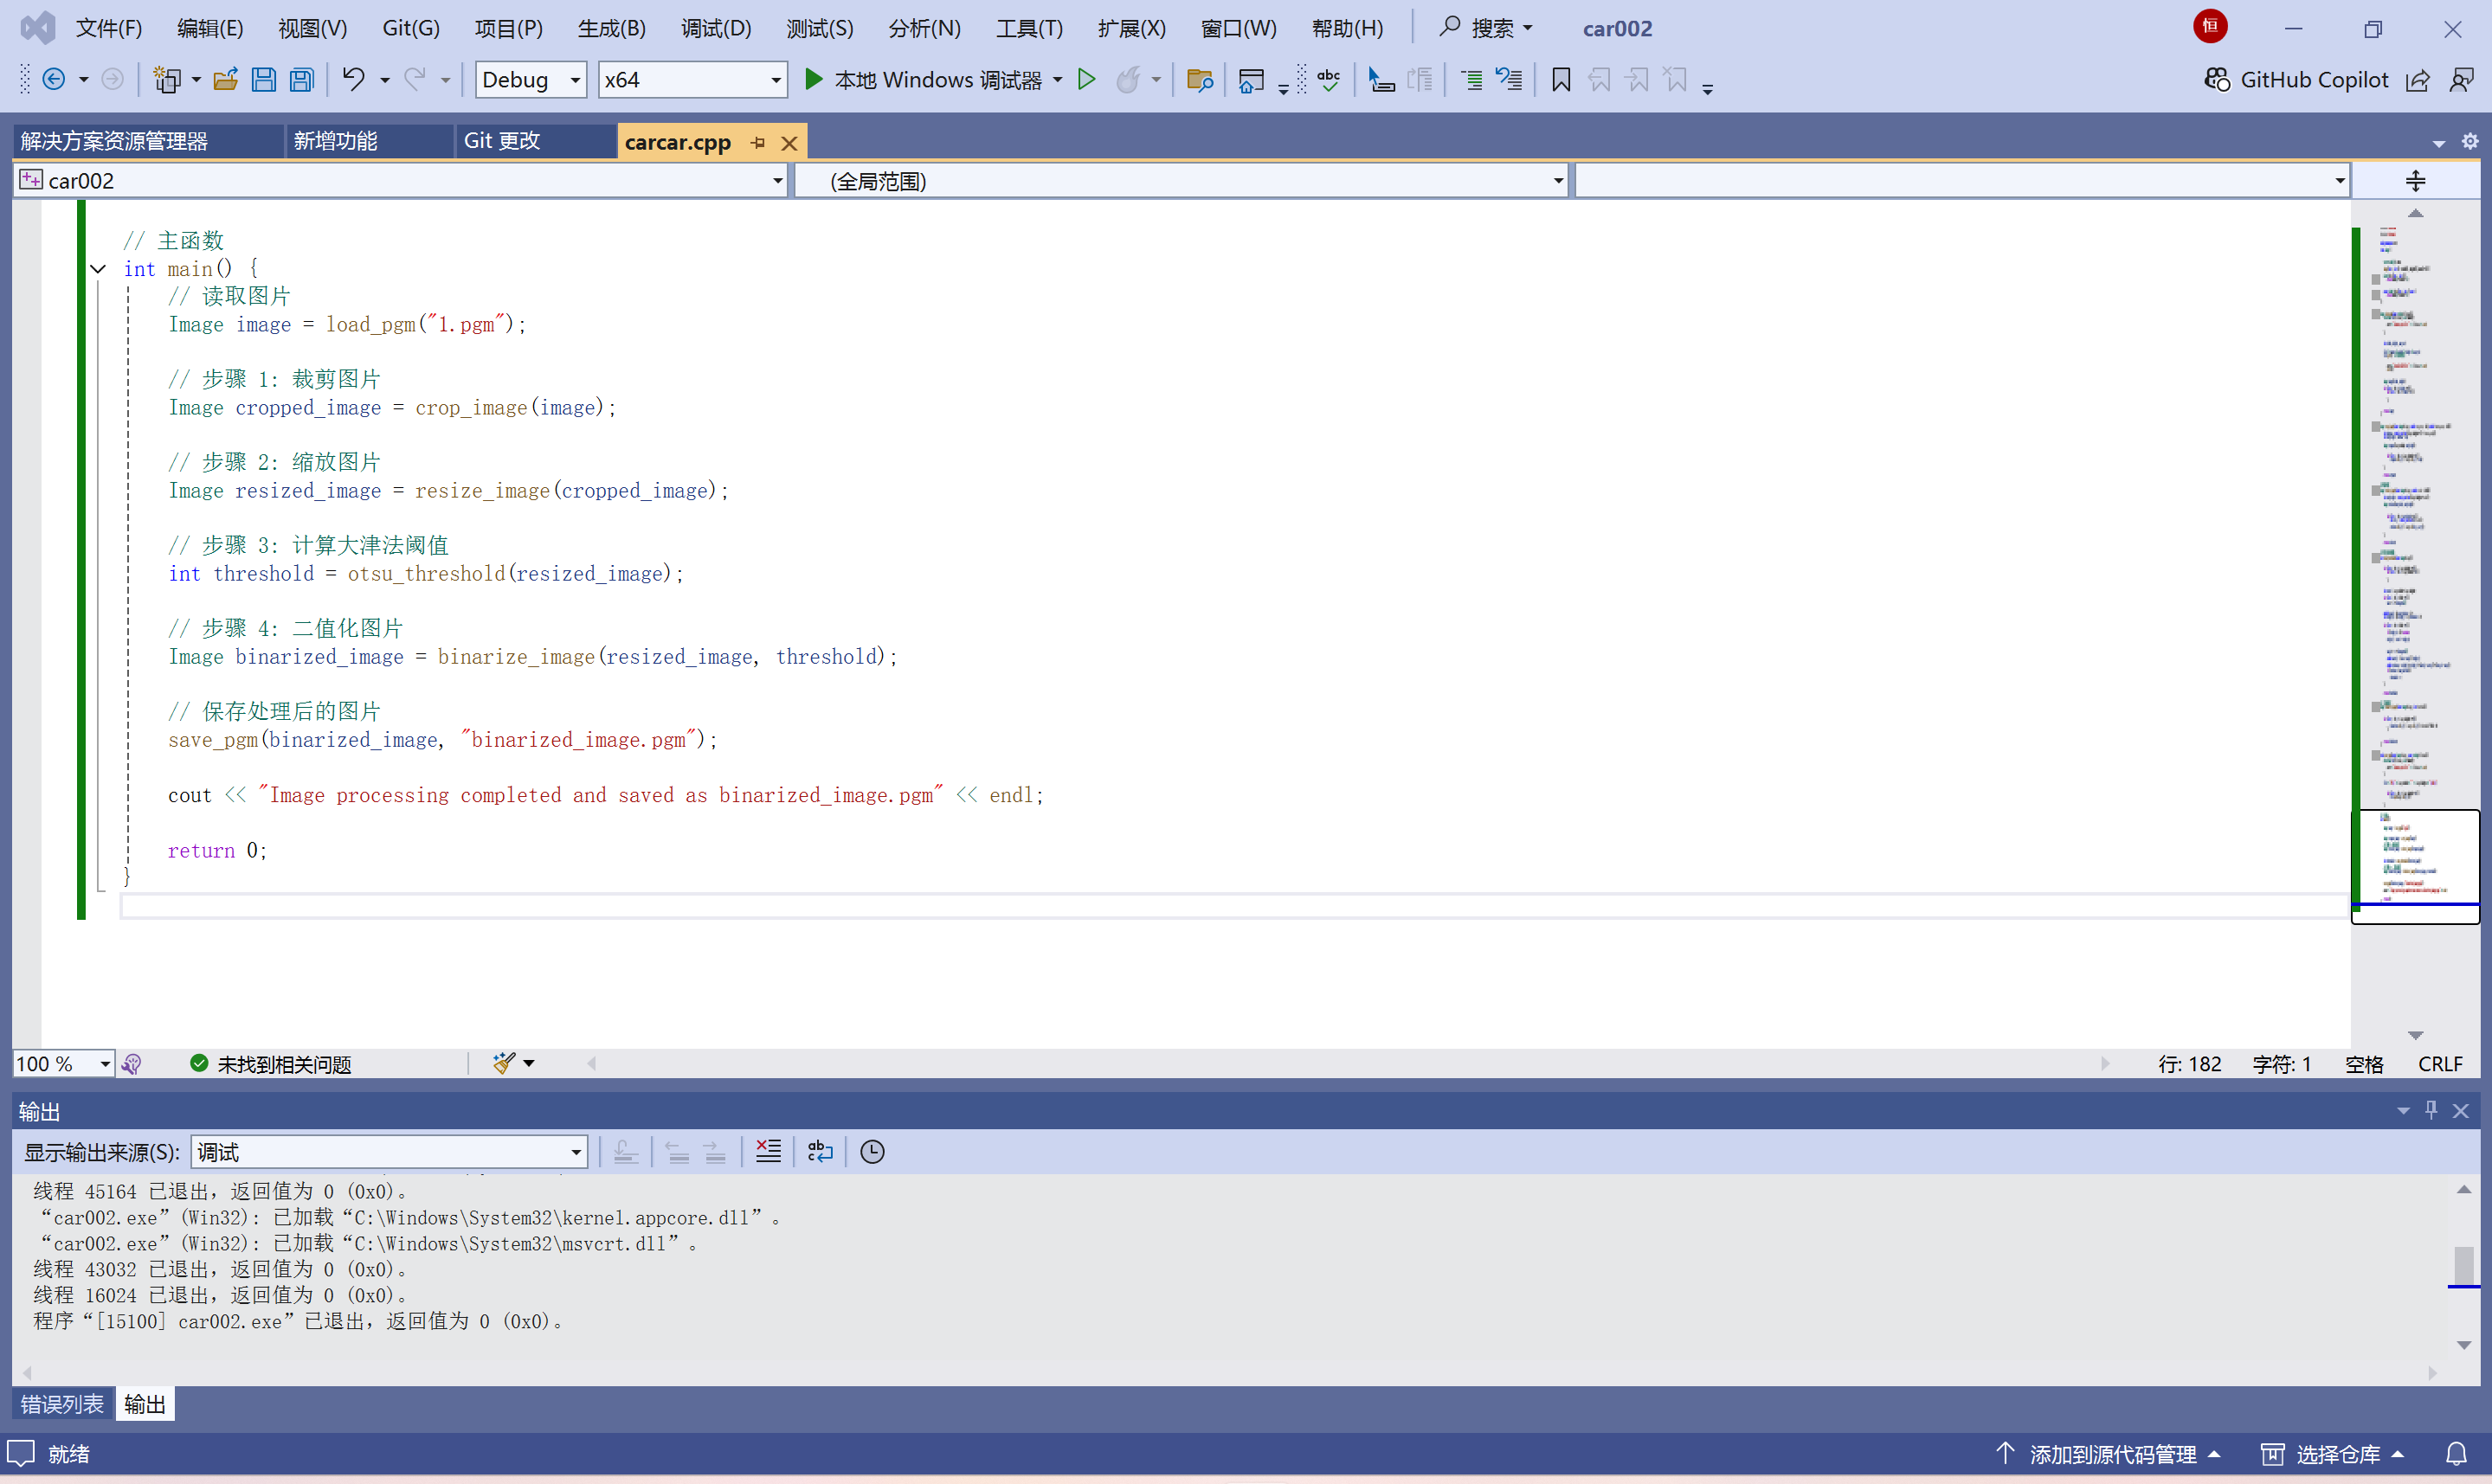 文件(F) 编辑(E) 视图(V) Git(G) 项目(P) 生成(B) 调试(D) 测试(S) 分析(N) 工具(T) 扩展(X) 窗口(W) 帮助(H) 搜索 car002 恒
Debug x64 本地 Windows 调试器 GitHub Copilot
解决方案资源管理器 新增功能 Git 更改 carcar.cpp
car002 (全局范围)
// 主函数
int main() {
// 读取图片
Image image = load_pgm("1.pgm");
// 步骤 1: 裁剪图片
Image cropped_image = crop_image(image);
// 步骤 2: 缩放图片
Image resized_image = resize_image(cropped_image);
// 步骤 3: 计算大津法阈值
int threshold = otsu_threshold(resized_image);
// 步骤 4: 二值化图片
Image binarized_image = binarize_image(resized_image, threshold);
// 保存处理后的图片
save_pgm(binarized_image, "binarized_image.pgm");
cout << "Image processing completed and saved as binarized_image.pgm" << endl;
return 0;
}
100 % 未找到相关问题 行: 182 字符: 1 空格 CRLF
输出
显示输出来源(S): 调试
线程 45164 已退出，返回值为 0 (0x0)。
“car002.exe”(Win32): 已加载“C:\Windows\System32\kernel.appcore.dll”。
“car002.exe”(Win32): 已加载“C:\Windows\System32\msvcrt.dll”。
线程 43032 已退出，返回值为 0 (0x0)。
线程 16024 已退出，返回值为 0 (0x0)。
程序“[15100] car002.exe”已退出，返回值为 0 (0x0)。
错误列表 输出
就绪 添加到源代码管理 选择仓库